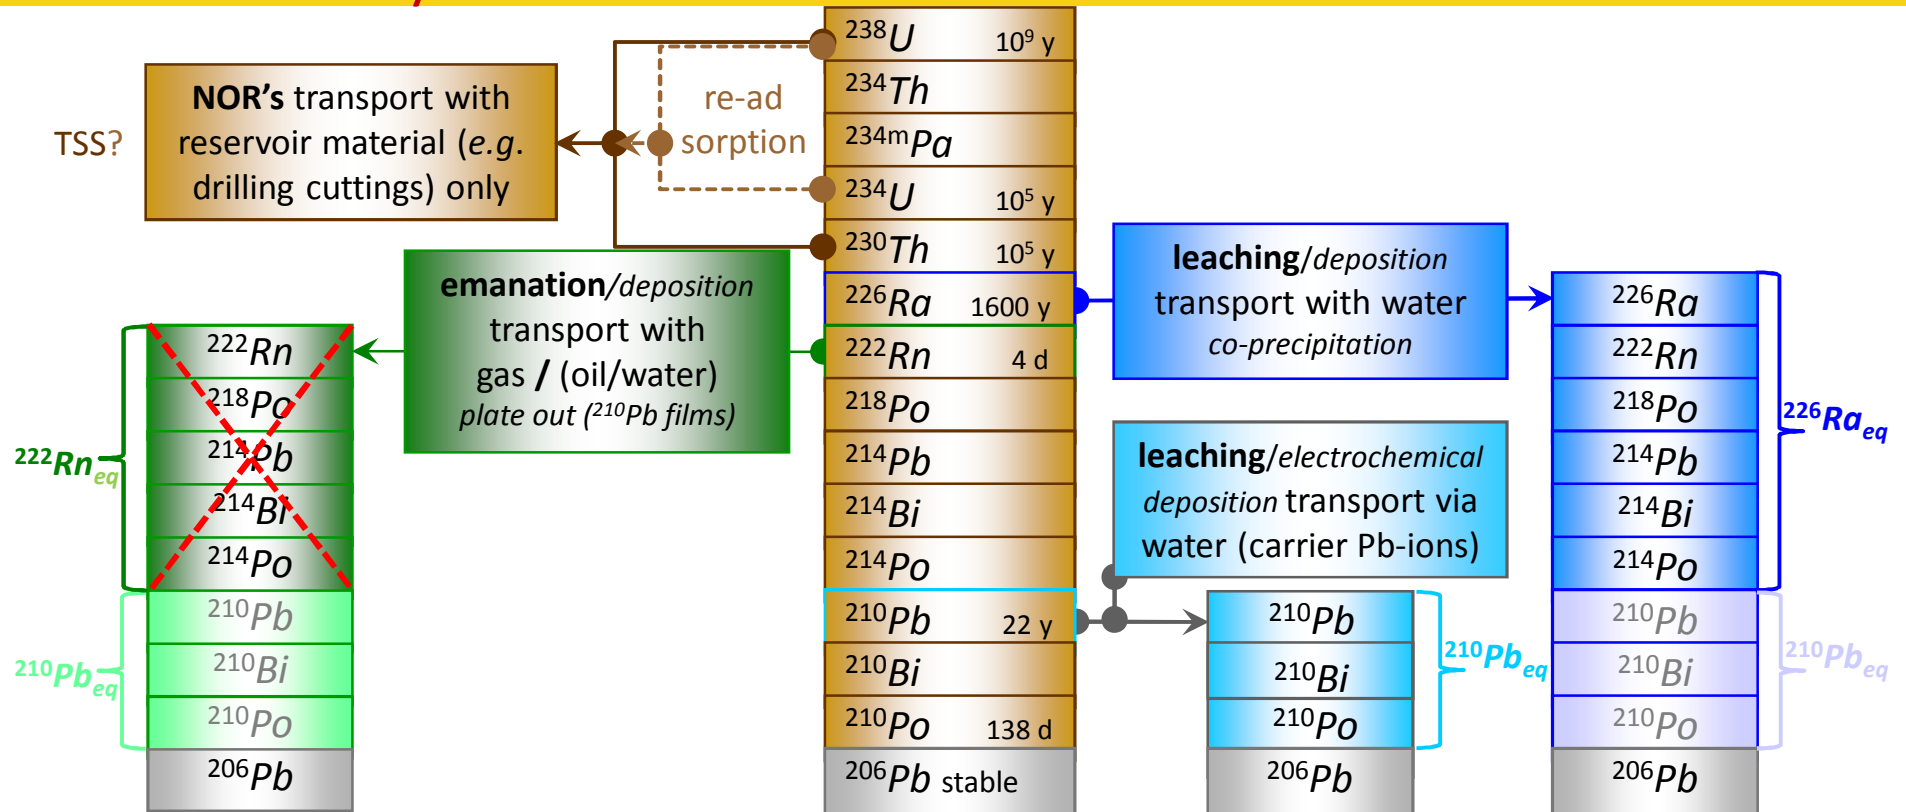 NOR's transport with
reservoir material (e.g.
drilling cuttings) only
TSS?
re-ad
sorption
emanation/deposition
transport with
gas / (oil/water)
plate out (²¹⁰Pb films)
²²²Rn
²¹⁸Po
²¹⁴Pb
²¹⁴Bi
²¹⁴Po
²¹⁰Pb
²¹⁰Bi
²¹⁰Po
²⁰⁶Pb
²²²Rneq
²¹⁰Pbeq
²³⁸U 10⁹ y
²³⁴Th
²³⁴ᵐPa
²³⁴U 10⁵ y
²³⁰Th 10⁵ y
²²⁶Ra 1600 y
²²²Rn 4 d
²¹⁸Po
²¹⁴Pb
²¹⁴Bi
²¹⁴Po
²¹⁰Pb 22 y
²¹⁰Bi
²¹⁰Po 138 d
²⁰⁶Pb stable
leaching/deposition
transport with water
co-precipitation
leaching/electrochemical
deposition transport via
water (carrier Pb-ions)
²¹⁰Pb
²¹⁰Bi
²¹⁰Po
²⁰⁶Pb
²¹⁰Pbeq
²²⁶Ra
²²²Rn
²¹⁸Po
²¹⁴Pb
²¹⁴Bi
²¹⁴Po
²¹⁰Pb
²¹⁰Bi
²¹⁰Po
²⁰⁶Pb
²²⁶Raeq
²¹⁰Pbeq